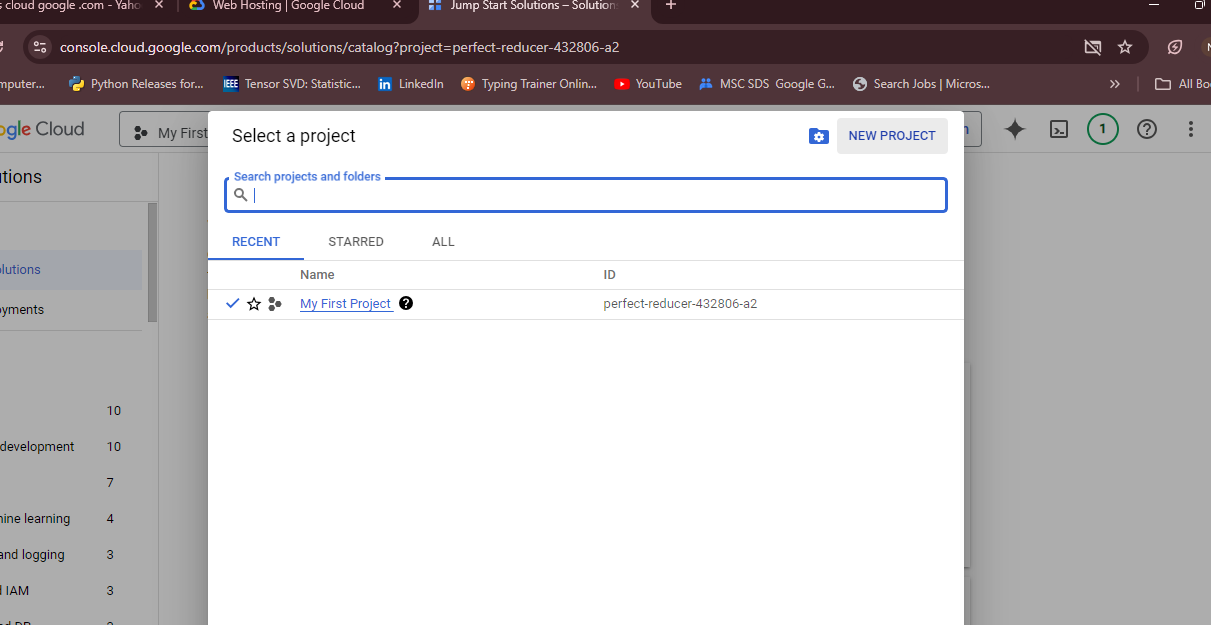 s cloud google .com - Yaho
Web Hosting | Google Cloud
Jump Start Solutions – Solution
console.cloud.google.com/products/solutions/catalog?project=perfect-reducer-432806-a2
mputer...
Python Releases for...
IEEE Tensor SVD: Statistic...
in LinkedIn
Typing Trainer Onlin...
YouTube
MSC SDS Google G...
Search Jobs | Micros...
All Bo
ogle Cloud
My First
1
Select a project
NEW PROJECT
Search projects and folders
RECENT
STARRED
ALL
Name
ID
My First Project
perfect-reducer-432806-a2
tions
olutions
oyments
10
development 10
7
hine learning 4
and logging 3
d IAM 3